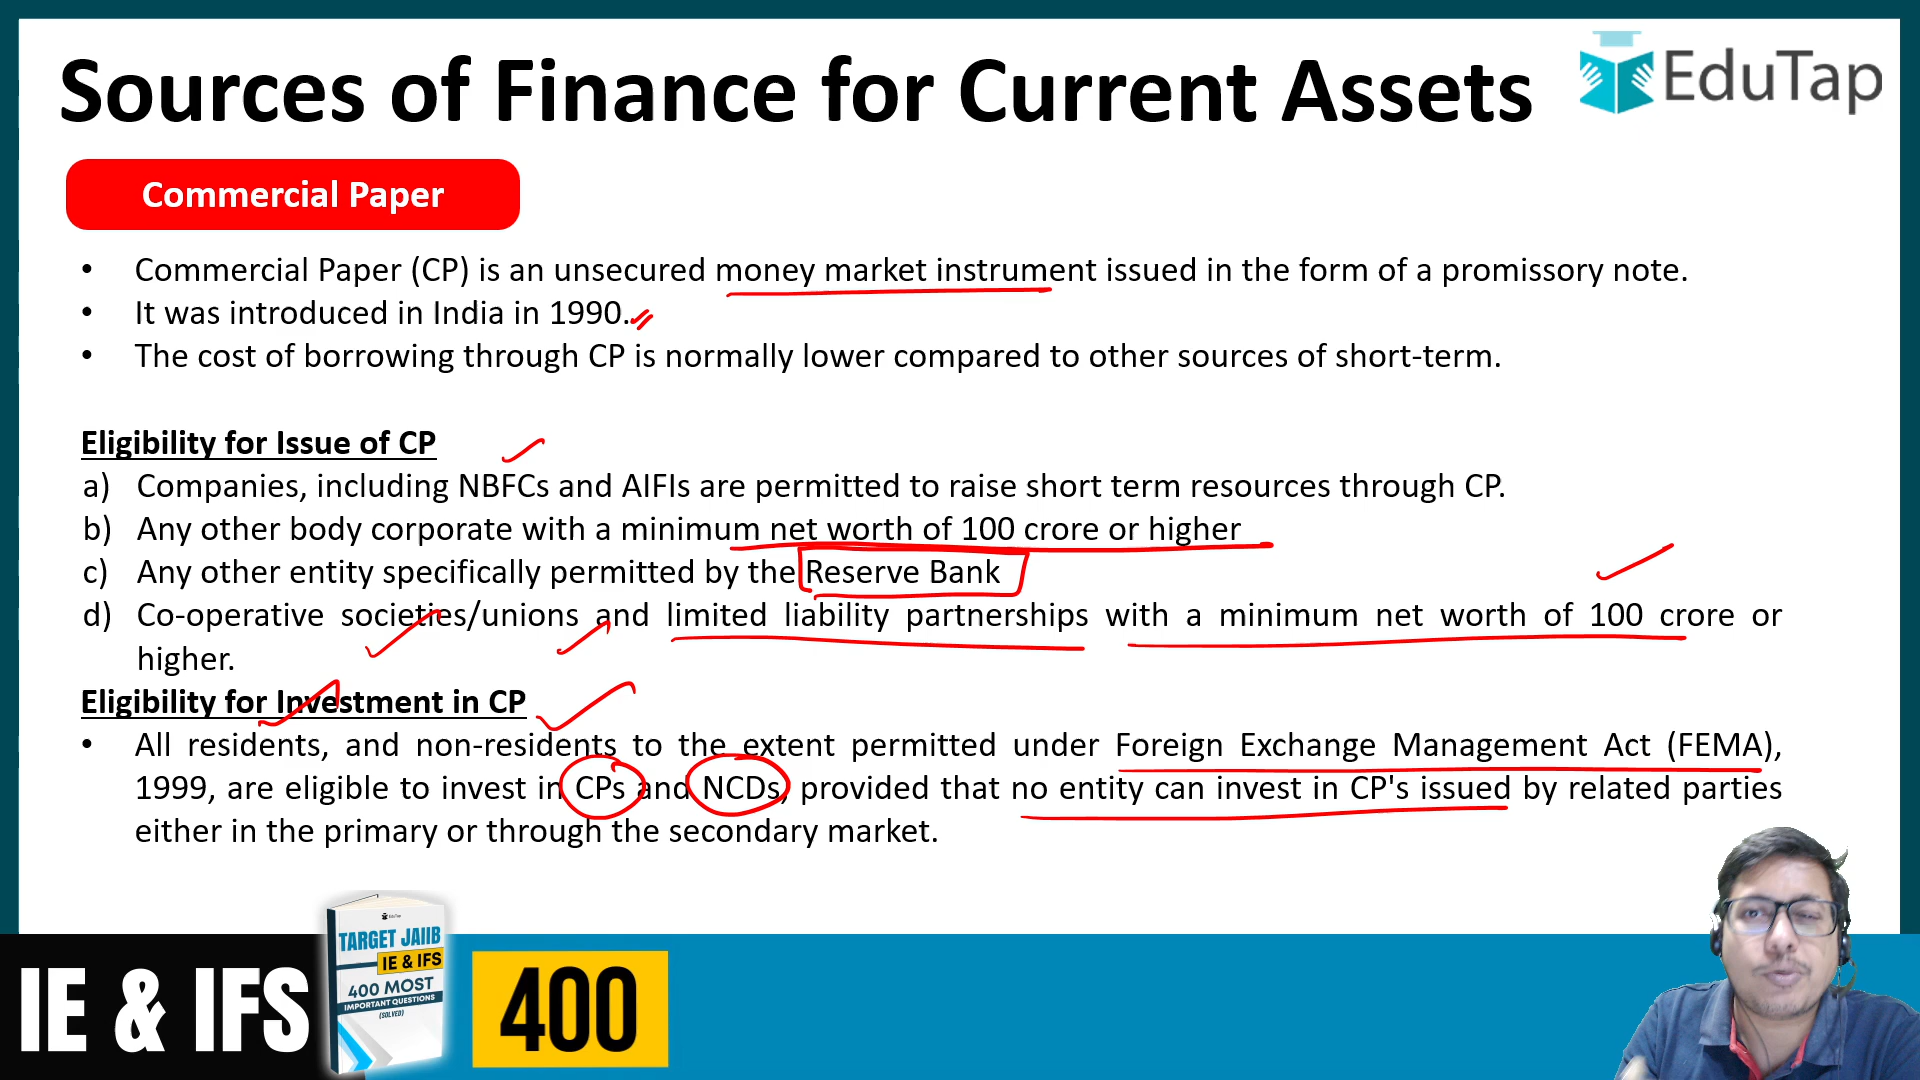 Sources of Finance for Current Assets
EduTap
Commercial Paper
• Commercial Paper (CP) is an unsecured money market instrument issued in the form of a promissory note.
• It was introduced in India in 1990.
• The cost of borrowing through CP is normally lower compared to other sources of short-term.
Eligibility for Issue of CP
a) Companies, including NBFCs and AIFIs are permitted to raise short term resources through CP.
b) Any other body corporate with a minimum net worth of 100 crore or higher
c) Any other entity specifically permitted by the Reserve Bank
d) Co-operative societies/unions and limited liability partnerships with a minimum net worth of 100 crore or
higher.
Eligibility for Investment in CP
• All residents, and non-residents to the extent permitted under Foreign Exchange Management Act (FEMA),
1999, are eligible to invest in CPs and NCDs, provided that no entity can invest in CP's issued by related parties
either in the primary or through the secondary market.
IE & IFS
EduTap
TARGET JAIIB
IE & IFS
400 MOST
IMPORTANT QUESTIONS
(SOLVED)
400